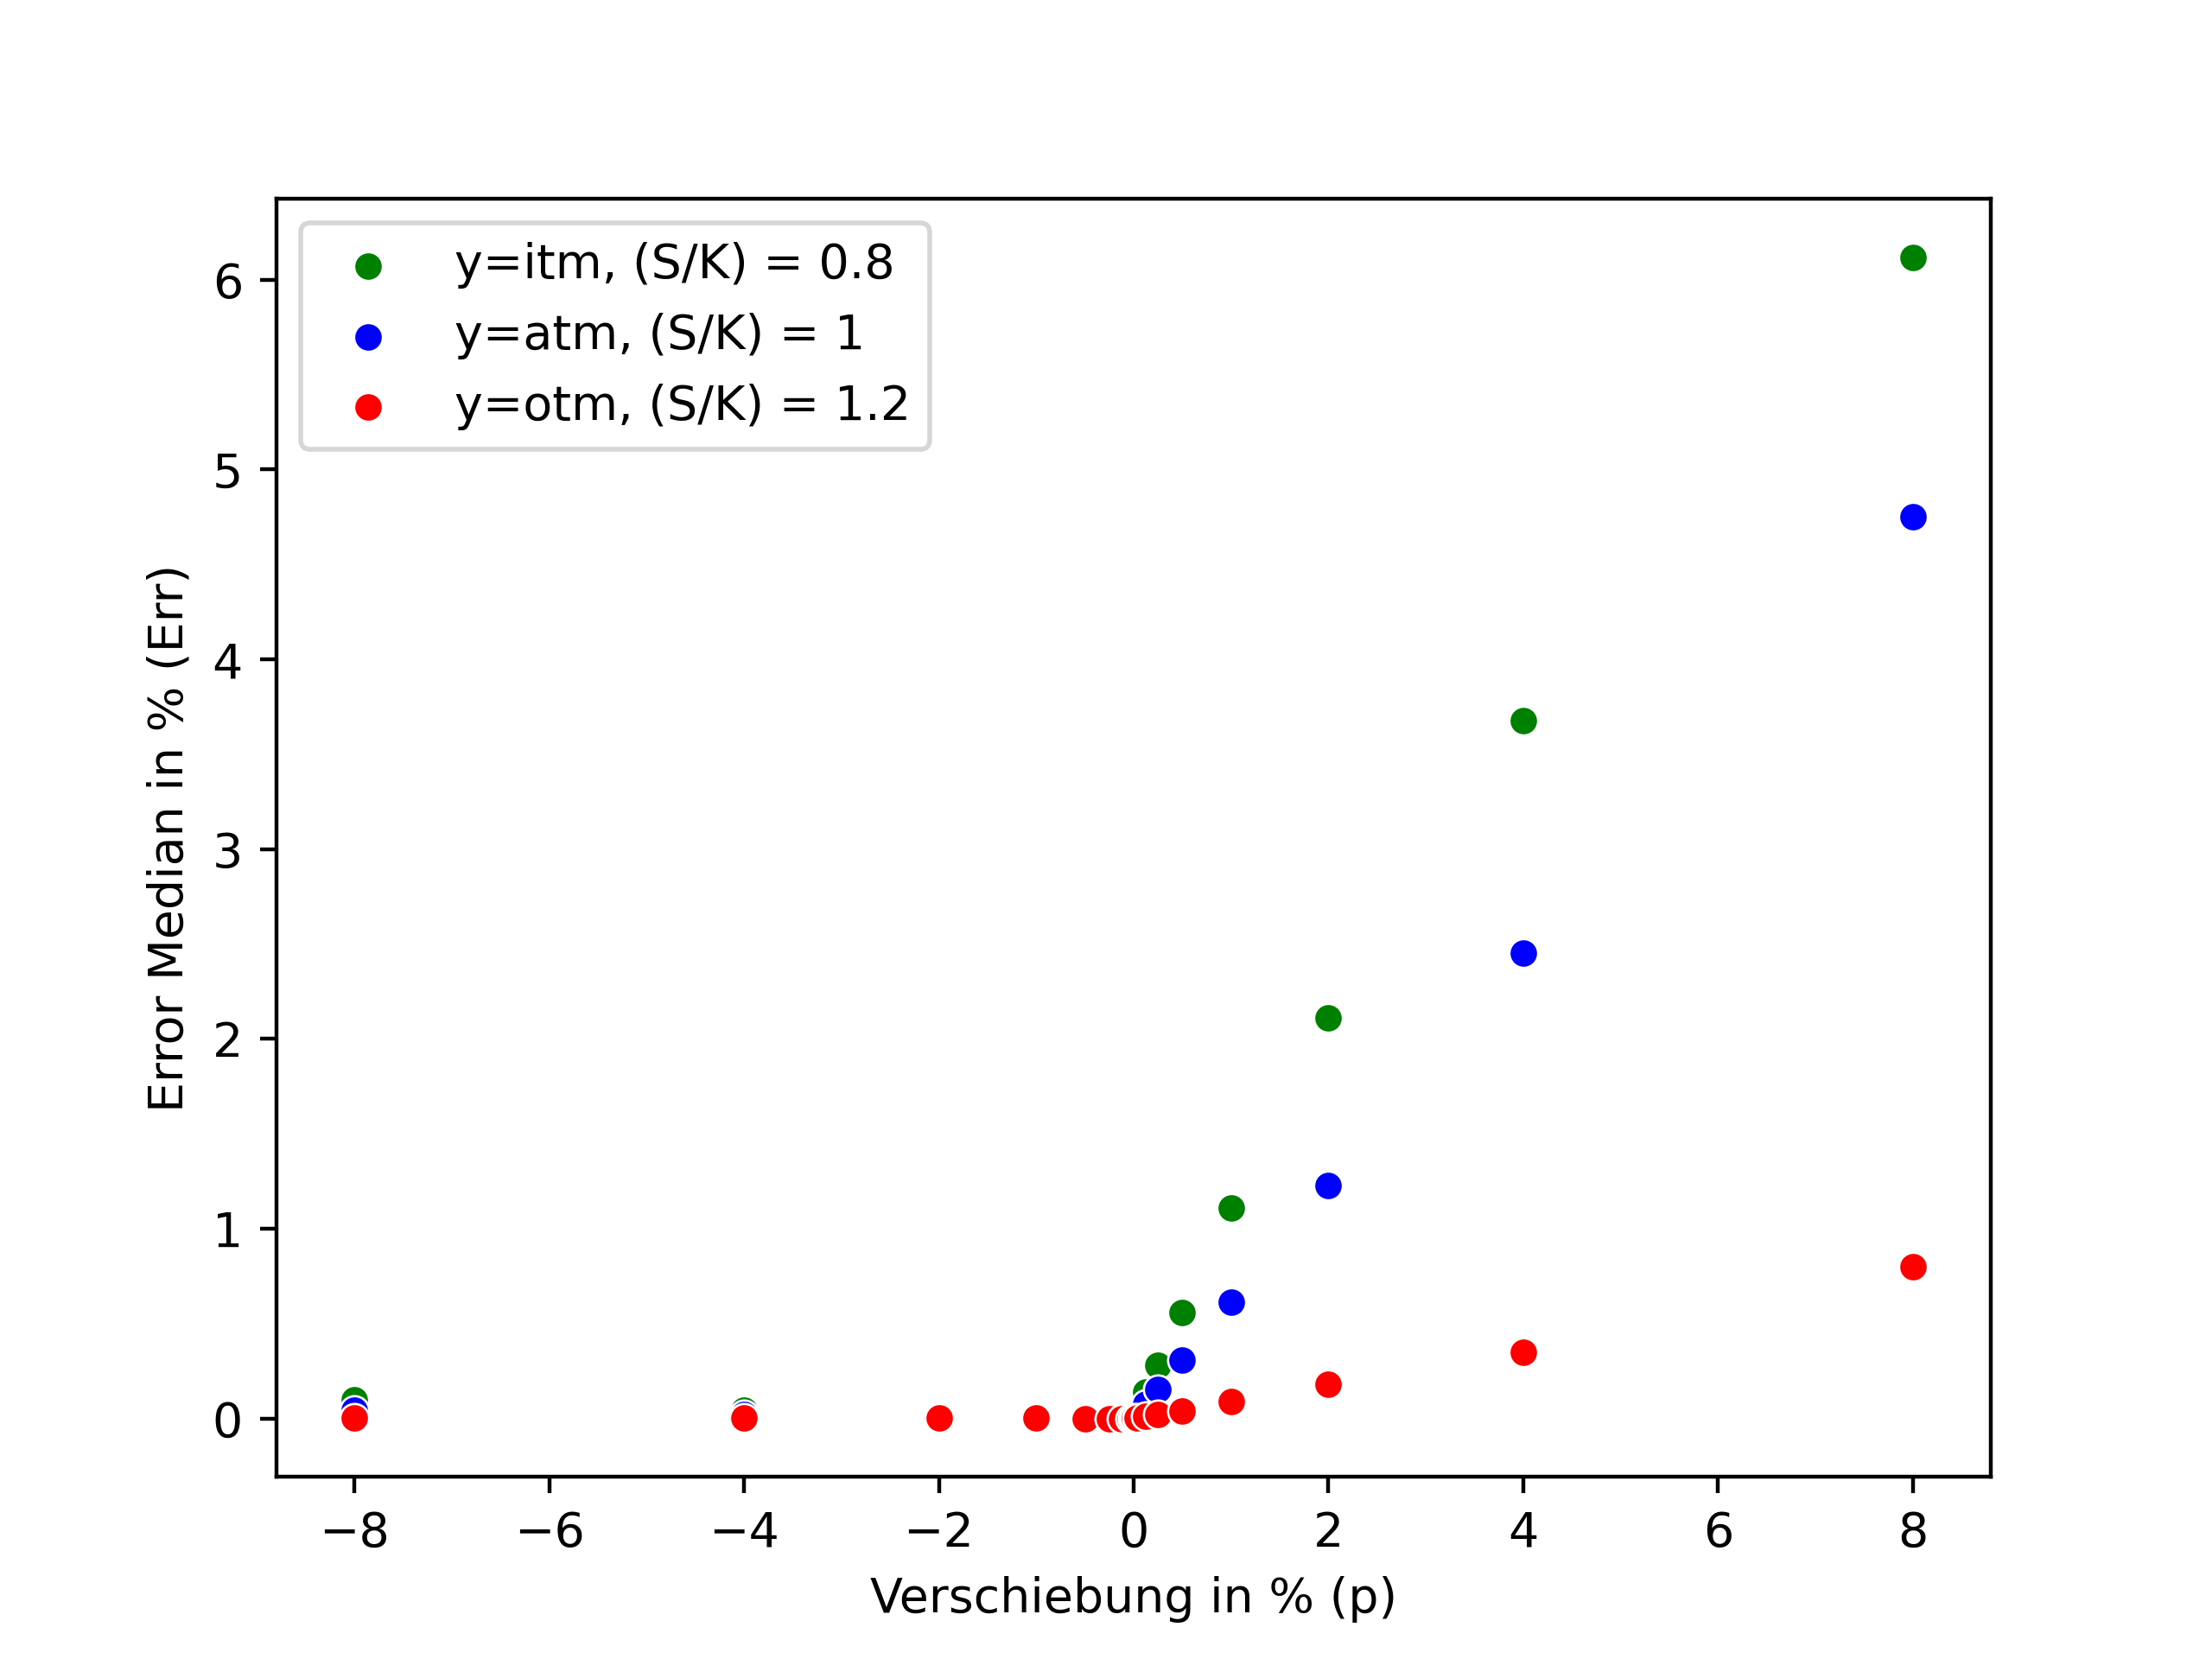 y=itm, (S/K) = 0.8
y=atm, (S/K) = 1
y=otm, (S/K) = 1.2
6
5
4
3
2
1
0
Error Median in % (Err)
−8 −6 −4 −2 0 2 4 6 8
Verschiebung in % (p)